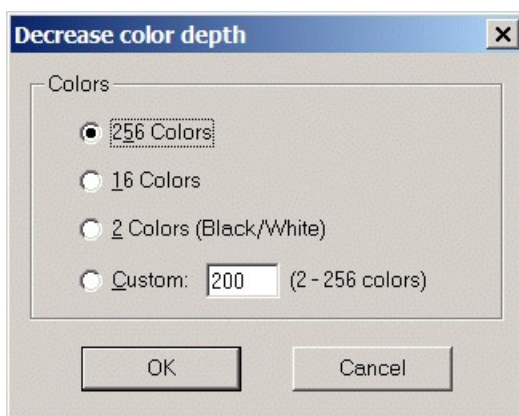 Decrease color depth
Colors
256 Colors
16 Colors
2 Colors (Black/White)
Custom: 200 (2 - 256 colors)
OK Cancel